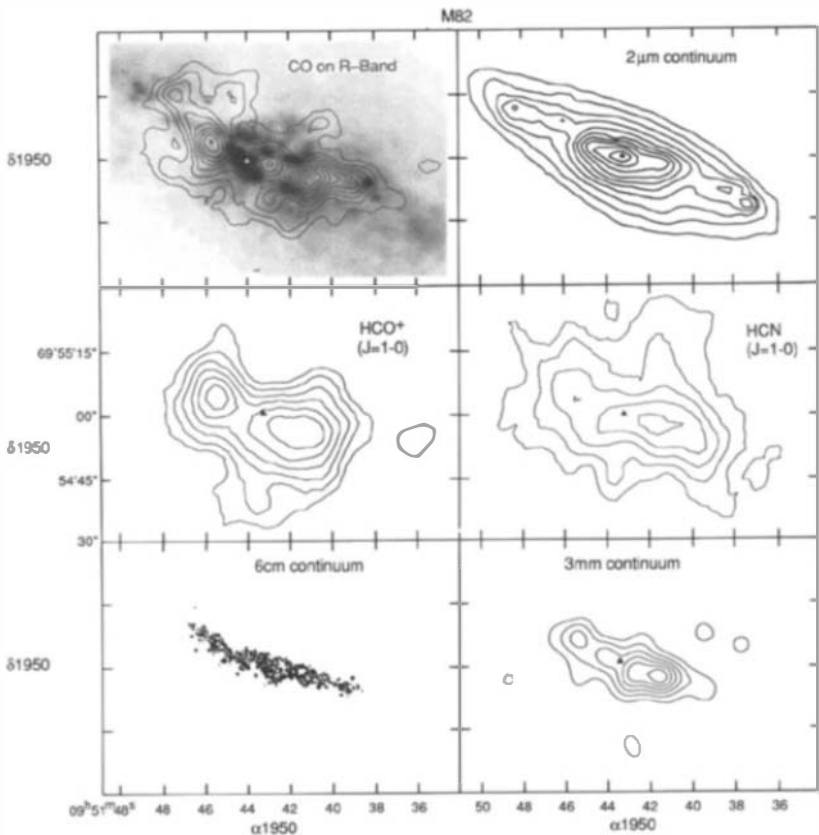 M82
CO on R-Band
2μm continuum
δ1950
HCO⁺
(J=1-0)
HCN
(J=1-0)
69°55'15"
00"
δ1950
54'45"
30"
6cm continuum
3mm continuum
δ1950
09ʰ51ᵐ48ˢ 48 46 44 42 40 38 36 50 48 46 44 42 40 38 36
α1950 α1950